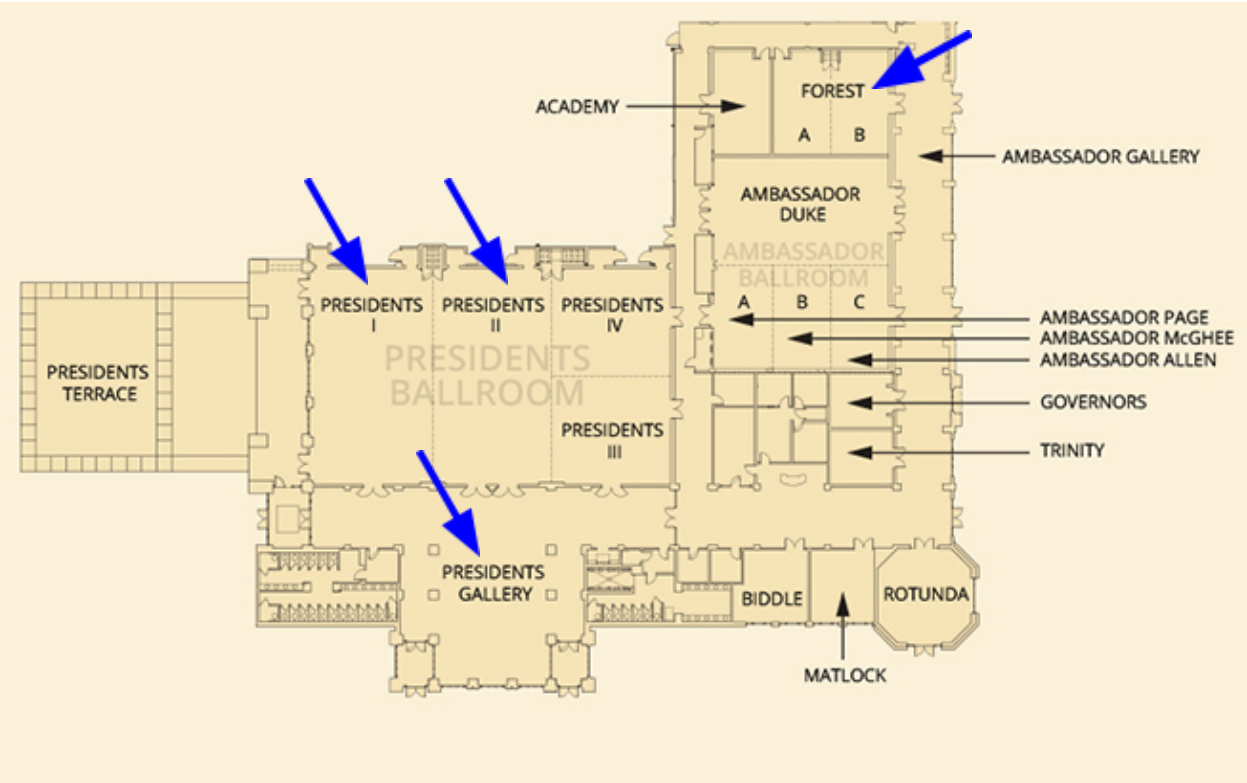 FOREST
ACADEMY
A B
AMBASSADOR GALLERY
AMBASSADOR
DUKE
AMBASSADOR
BALLROOM
A B C
PRESIDENTS
I
PRESIDENTS
II
PRESIDENTS
IV
AMBASSADOR PAGE
AMBASSADOR McGHEE
AMBASSADOR ALLEN
PRESIDENTS
BALLROOM
PRESIDENTS
TERRACE
GOVERNORS
PRESIDENTS
III
TRINITY
PRESIDENTS
GALLERY
BIDDLE
ROTUNDA
MATLOCK